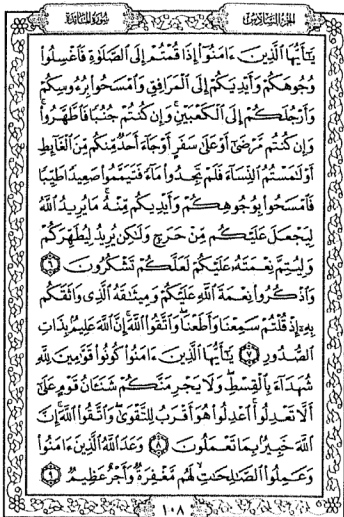 الجزء السادس
سورة المائدة
يَٰٓأَيُّهَا ٱلَّذِينَ ءَامَنُوٓا۟ إِذَا قُمْتُمْ إِلَى ٱلصَّلَوٰةِ فَٱغْسِلُوا۟
وُجُوهَكُمْ وَأَيْدِيَكُمْ إِلَى ٱلْمَرَافِقِ وَٱمْسَحُوا۟ بِرُءُوسِكُمْ
وَأَرْجُلَكُمْ إِلَى ٱلْكَعْبَيْنِ ۚ وَإِن كُنتُمْ جُنُبًا فَٱطَّهَّرُوا۟ ۚ
وَإِن كُنتُم مَّرْضَىٰٓ أَوْ عَلَىٰ سَفَرٍ أَوْ جَآءَ أَحَدٌ مِّنكُم مِّنَ ٱلْغَآئِطِ
أَوْ لَٰمَسْتُمُ ٱلنِّسَآءَ فَلَمْ تَجِدُوا۟ مَآءً فَتَيَمَّمُوا۟ صَعِيدًا طَيِّبًا
فَٱمْسَحُوا۟ بِوُجُوهِكُمْ وَأَيْدِيكُم مِّنْهُ ۚ مَا يُرِيدُ ٱللَّهُ
لِيَجْعَلَ عَلَيْكُم مِّنْ حَرَجٍ وَلَٰكِن يُرِيدُ لِيُطَهِّرَكُمْ
وَلِيُتِمَّ نِعْمَتَهُۥ عَلَيْكُمْ لَعَلَّكُمْ تَشْكُرُونَ ٦
وَٱذْكُرُوا۟ نِعْمَةَ ٱللَّهِ عَلَيْكُمْ وَمِيثَٰقَهُ ٱلَّذِى وَاثَقَكُم
بِهِۦٓ إِذْ قُلْتُمْ سَمِعْنَا وَأَطَعْنَا ۖ وَٱتَّقُوا۟ ٱللَّهَ ۚ إِنَّ ٱللَّهَ عَلِيمٌۢ بِذَاتِ
ٱلصُّدُورِ ٧ يَٰٓأَيُّهَا ٱلَّذِينَ ءَامَنُوا۟ كُونُوا۟ قَوَّٰمِينَ لِلَّهِ
شُهَدَآءَ بِٱلْقِسْطِ ۖ وَلَا يَجْرِمَنَّكُمْ شَنَـَٔانُ قَوْمٍ عَلَىٰٓ
أَلَّا تَعْدِلُوا۟ ۚ ٱعْدِلُوا۟ هُوَ أَقْرَبُ لِلتَّقْوَىٰ ۖ وَٱتَّقُوا۟ ٱللَّهَ ۚ إِنَّ
ٱللَّهَ خَبِيرٌۢ بِمَا تَعْمَلُونَ ٨ وَعَدَ ٱللَّهُ ٱلَّذِينَ ءَامَنُوا۟
وَعَمِلُوا۟ ٱلصَّٰلِحَٰتِ ۙ لَهُم مَّغْفِرَةٌ وَأَجْرٌ عَظِيمٌ ٩
١٠٨